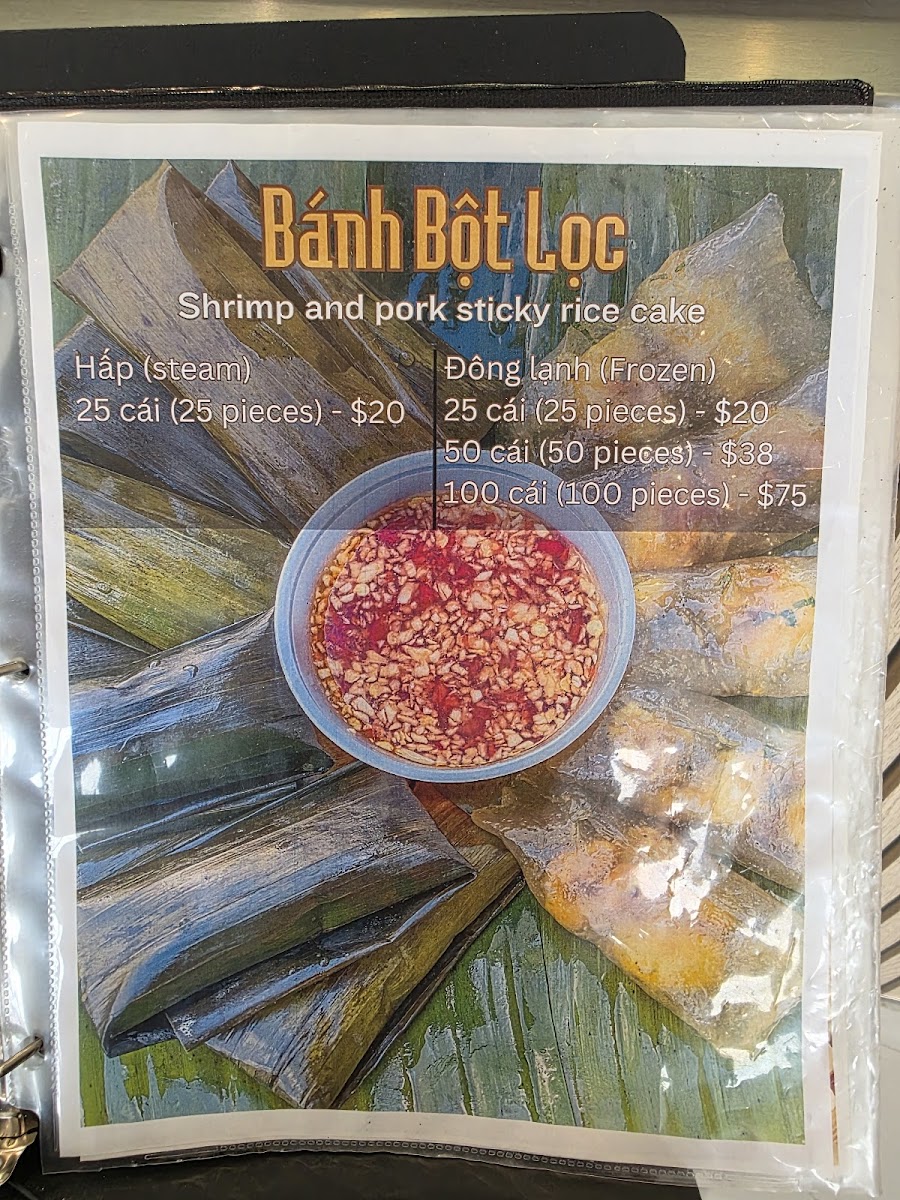 Bánh Bột Lọc
Shrimp and pork sticky rice cake
Hấp (steam)
25 cái (25 pieces) - $20
Đông lạnh (Frozen)
25 cái (25 pieces) - $20
50 cái (50 pieces) - $38
100 cái (100 pieces) - $75